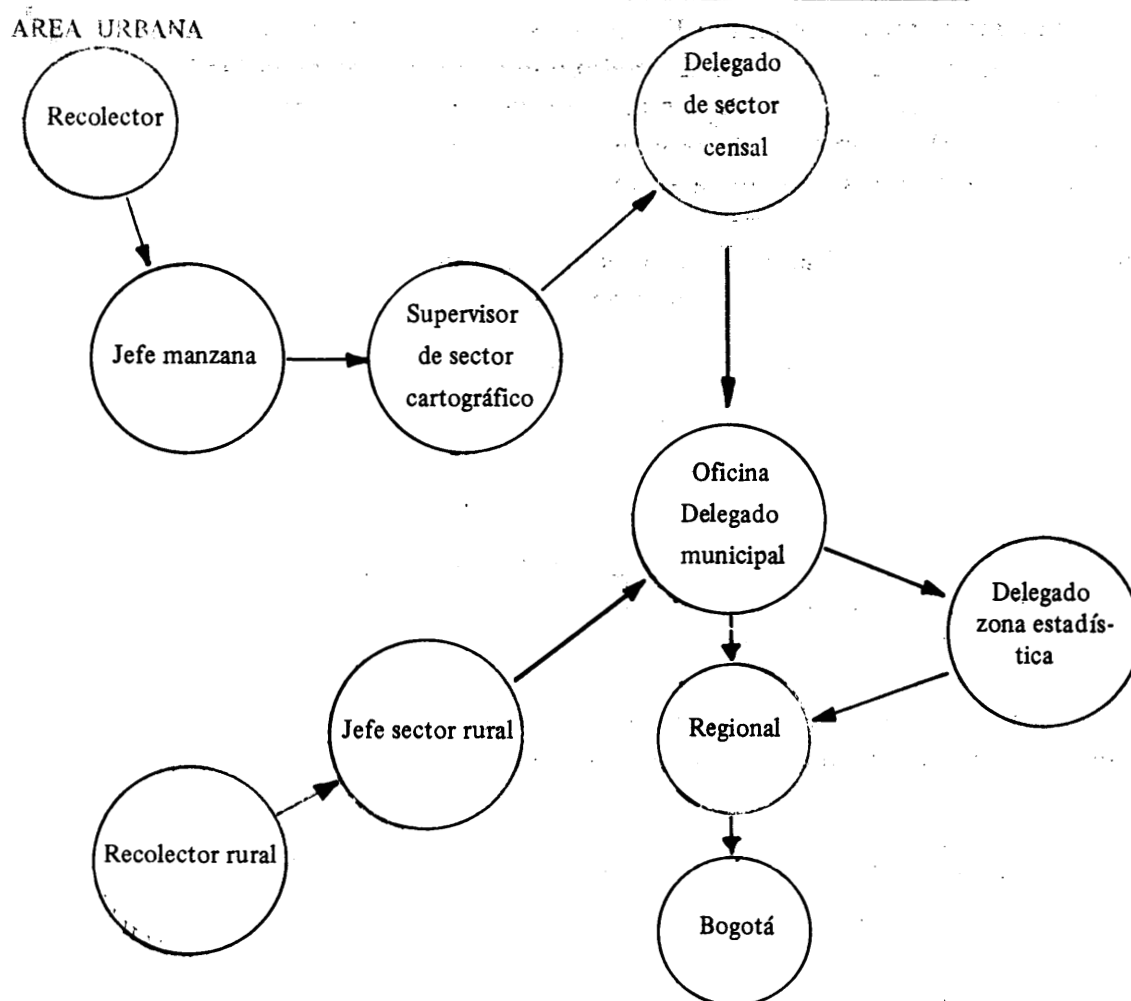 ÁREA URBANA
Recolector
Delegado
de sector
censal
Jefe manzana
Supervisor
de sector
cartográfico
Oficina
Delegado
municipal
Delegado
zona estadís-
tica
Jefe sector rural
Regional
Recolector rural
Bogotá